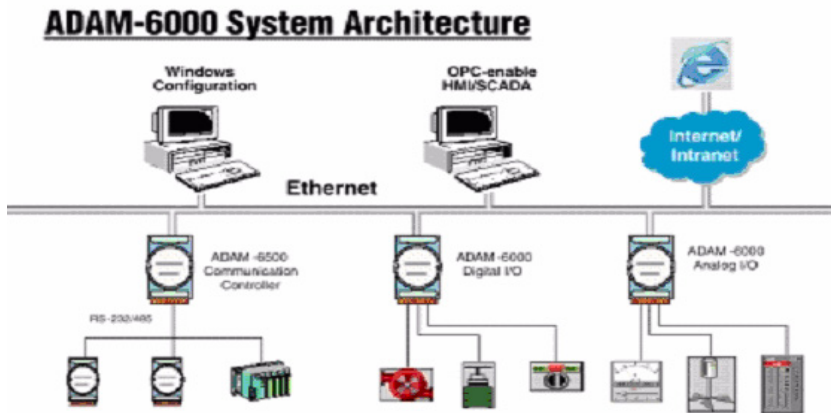 ADAM-6000 System Architecture
Windows
Configuration
OPC-enable
HMI/SCADA
Internet/
Intranet
Ethernet
ADAM -6500
Communication
Controller
ADAM -6000
Digital I/O
ADAM -6000
Analog I/O
RS-232/485